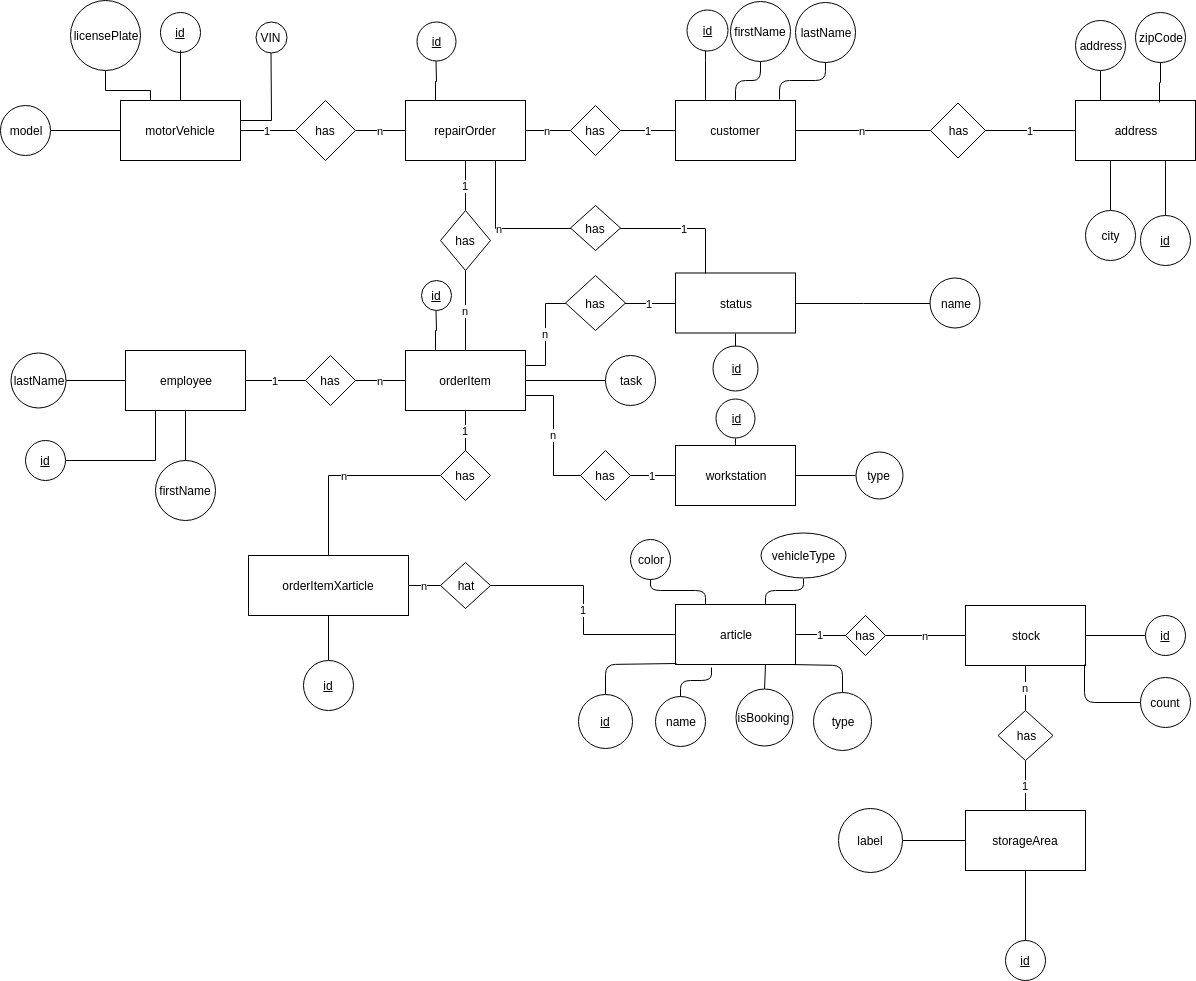 licensePlate
id
VIN
id
id
firstName
lastName
address
zipCode
model
motorVehicle
1
has
n
repairOrder
n
has
1
customer
n
has
1
address
1
has
n
has
1
city
id
id
n
has
1
status
name
n
id
lastName
employee
1
has
n
orderItem
task
id
1
n
id
firstName
n
has
has
1
workstation
type
color
vehicleType
orderItemXarticle
n
hat
1
article
1
has
n
stock
id
id
id
name
isBooking
type
n
count
has
1
label
storageArea
id